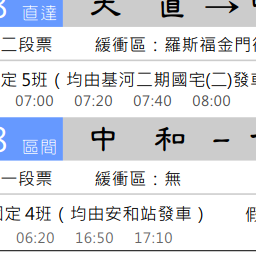 直達 直 →
二段票 緩衝區：羅斯福金門
定 5班（均由基河二期國宅(二)發車
07:00 07:20 07:40 08:00
區間 中 和 –
一段票 緩衝區：無
定 4班（均由安和站發車）
06:20 16:50 17:10